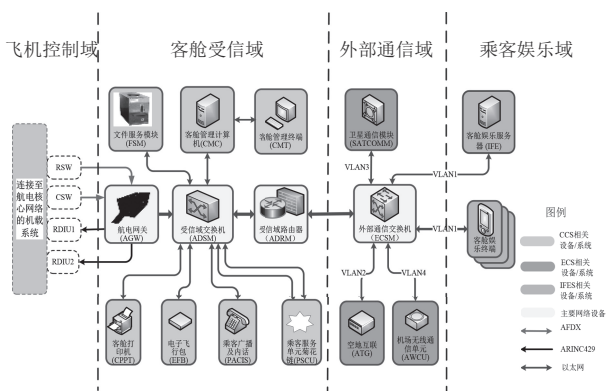 飞机控制域
客舱受信域
外部通信域
乘客娱乐域
文件服务模块
(FSM)
客舱管理计算
机(CMC)
客舱管理终端
(CMT)
卫星通信模块
(SATCOMM)
客舱娱乐服务
器 (IFE)
连接至
航电核
心网络
的机载
系统
RSW
CSW
RDIU1
RDIU2
航电网关
(AGW)
受信域交换机
(ADSM)
受信域路由器
(ADRM)
外部通信交换机
(ECSM)
VLAN3
VLAN1
VLAN1
VLAN2
VLAN4
客舱娱
乐终端
客舱打
印机
(CPPT)
电子飞
行包
(EFB)
乘客广播
及内话
(PACIS)
乘客服务
单元菊花
链(PSCU)
空地互联
(ATG)
机场无线通
信单元
(AWCU)
图例
CCS相关
设备/系统
ECS相关
设备/系统
IFES相关
设备/系统
主要网络设备
AFDX
ARINC429
以太网